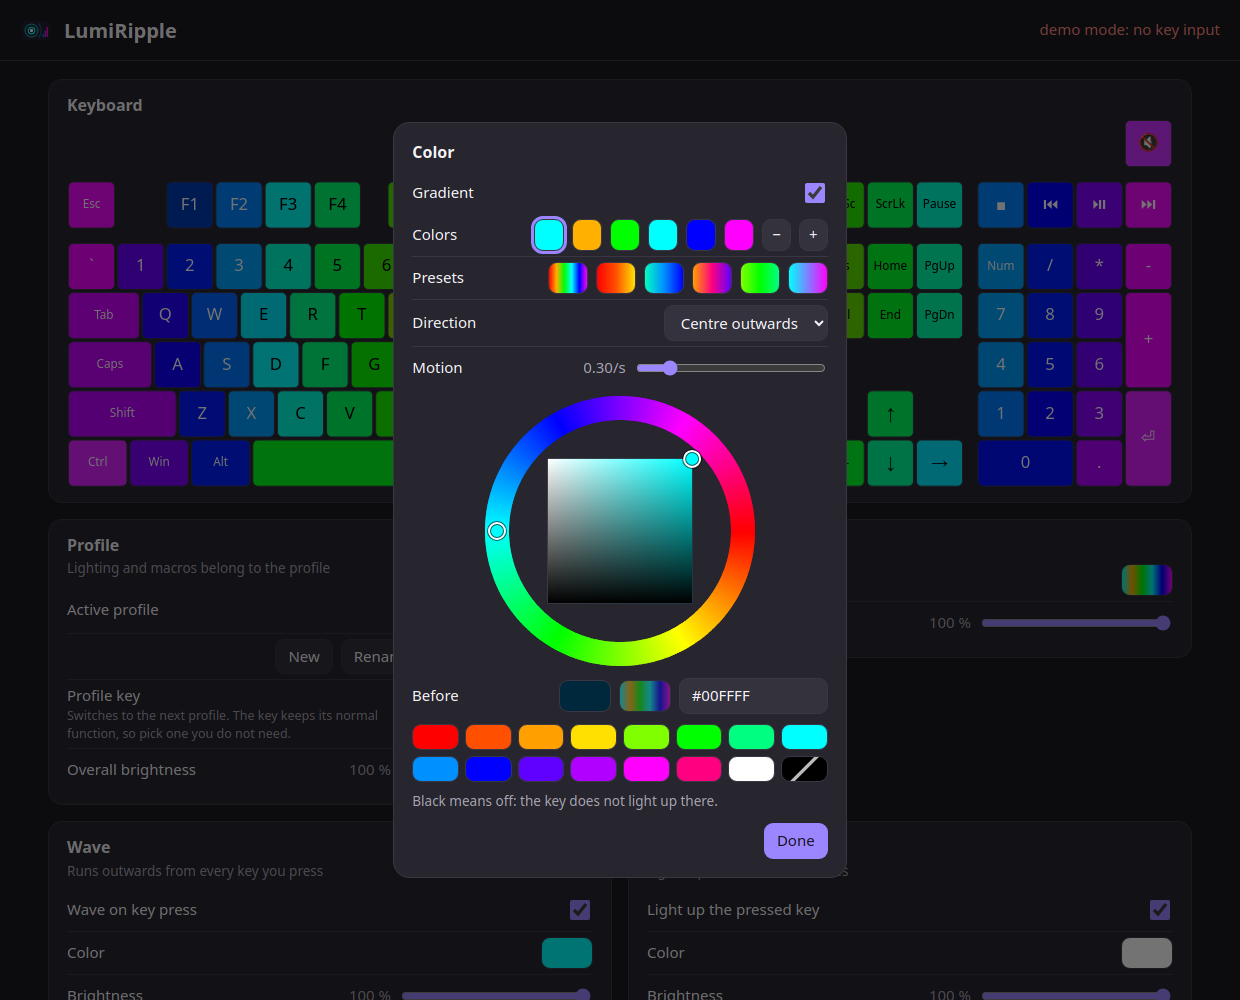 LumiRipple
demo mode: no key input
Keyboard
Esc F1 F2 F3 F4 ScrLk Pause
` 1 2 3 4 5 6 Home PgUp Num / * -
Tab Q W E R T End PgDn 7 8 9 +
Caps A S D F G 4 5 6
Shift Z X C V ↑ 1 2 3 ⏎
Ctrl Win Alt ↓ → 0 .
Color
Gradient
Colors − +
Presets
Direction Centre outwards
Motion 0.30/s
Before #00FFFF
Black means off: the key does not light up there.
Done
Profile
Lighting and macros belong to the profile
Active profile
New Renar
Profile key
Switches to the next profile. The key keeps its normal
function, so pick one you do not need.
Overall brightness 100 %
100 %
Wave
Runs outwards from every key you press
Wave on key press
Color
Brightness 100 %
Light up the pressed key
Color
Brightness 100 %